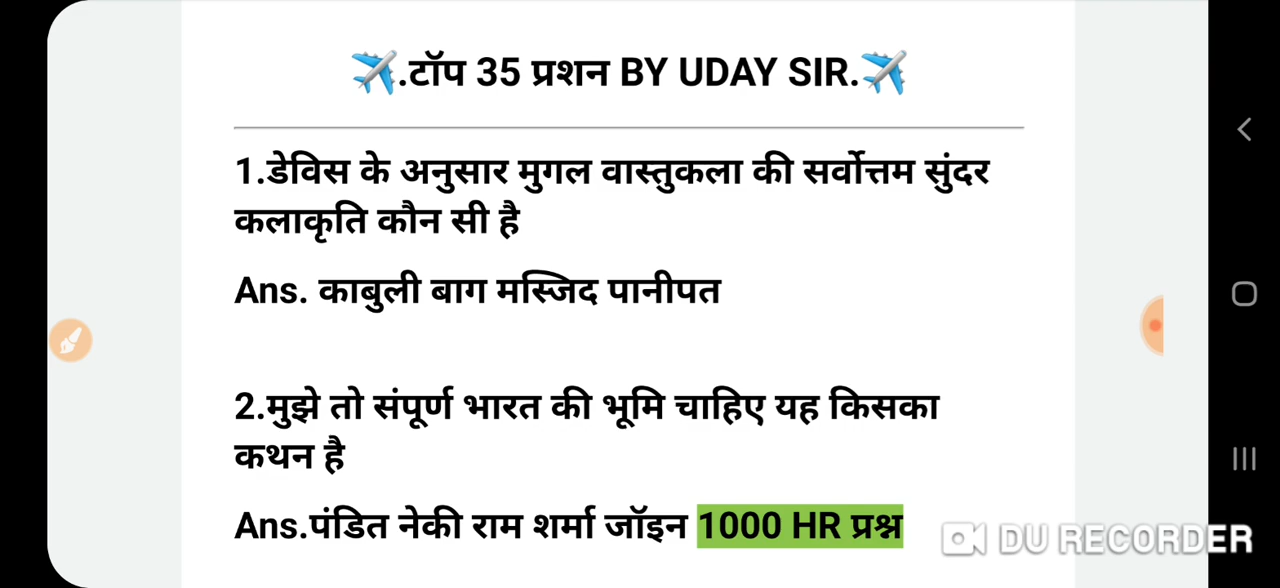 ✈️.टॉप 35 प्रशन BY UDAY SIR.✈️
1.डेविस के अनुसार मुगल वास्तुकला की सर्वोत्तम सुंदर
कलाकृति कौन सी है
Ans. काबुली बाग मस्जिद पानीपत
2.मुझे तो संपूर्ण भारत की भूमि चाहिए यह किसका
कथन है
Ans.पंडित नेकी राम शर्मा जॉइन 1000 HR प्रश्न
DU RECORDER